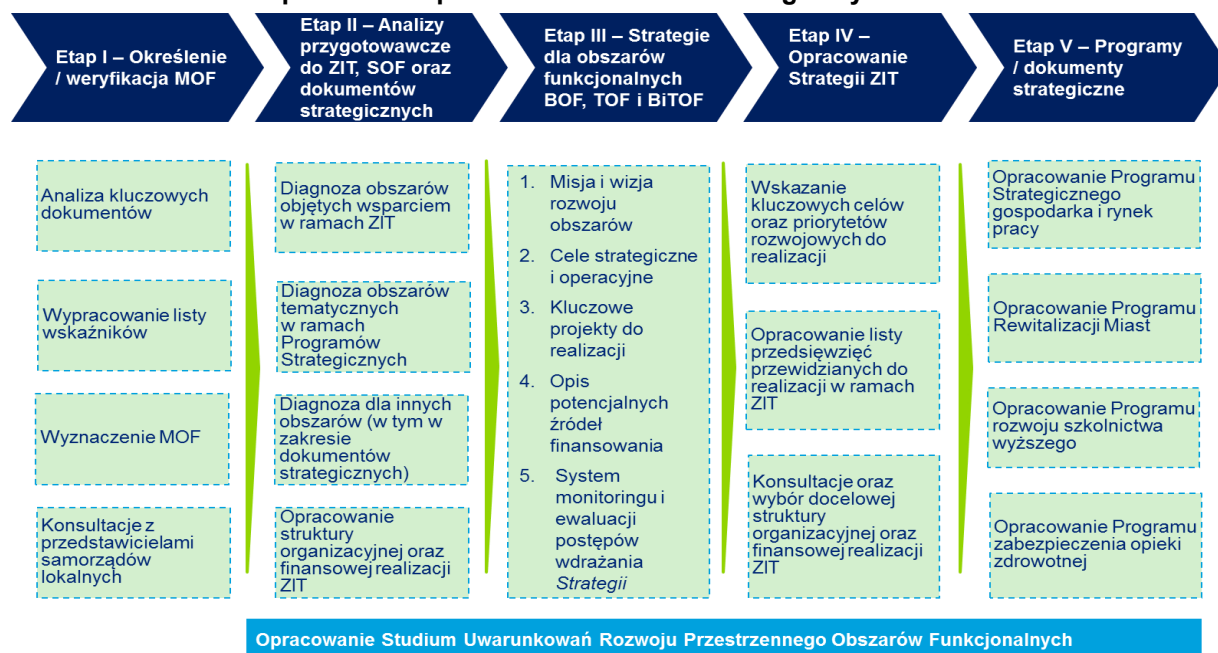 Etap I – Określenie
/ weryfikacja MOF
Etap II – Analizy
przygotowawcze
do ZIT, SOF oraz
dokumentów
strategicznych
Etap III – Strategie
dla obszarów
funkcjonalnych
BOF, TOF i BiTOF
Etap IV –
Opracowanie
Strategii ZIT
Etap V – Programy
/ dokumenty
strategiczne
Analiza kluczowych
dokumentów
Wypracowanie listy
wskaźników
Wyznaczenie MOF
Konsultacje z
przedstawicielami
samorządów
lokalnych
Diagnoza obszarów
objętych wsparciem
w ramach ZIT
Diagnoza obszarów
tematycznych
w ramach
Programów
Strategicznych
Diagnoza dla innych
obszarów (w tym w
zakresie
dokumentów
strategicznych)
Opracowanie
struktury
organizacyjnej oraz
finansowej realizacji
ZIT
1. Misja i wizja
rozwoju
obszarów
2. Cele strategiczne
i operacyjne
3. Kluczowe
projekty do
realizacji
4. Opis
potencjalnych
źródeł
finansowania
5. System
monitoringu i
ewaluacji
postępów
wdrażania
Strategii
Wskazanie
kluczowych celów
oraz priorytetów
rozwojowych do
realizacji
Opracowanie listy
przedsięwzięć
przewidzianych do
realizacji w ramach
ZIT
Konsultacje oraz
wybór docelowej
struktury
organizacyjnej oraz
finansowej realizacji
ZIT
Opracowanie Programu
Strategicznego
gospodarka i rynek
pracy
Opracowanie Programu
Rewitalizacji Miast
Opracowanie Programu
rozwoju szkolnictwa
wyższego
Opracowanie Programu
zabezpieczenia opieki
zdrowotnej
Opracowanie Studium Uwarunkowań Rozwoju Przestrzennego Obszarów Funkcjonalnych